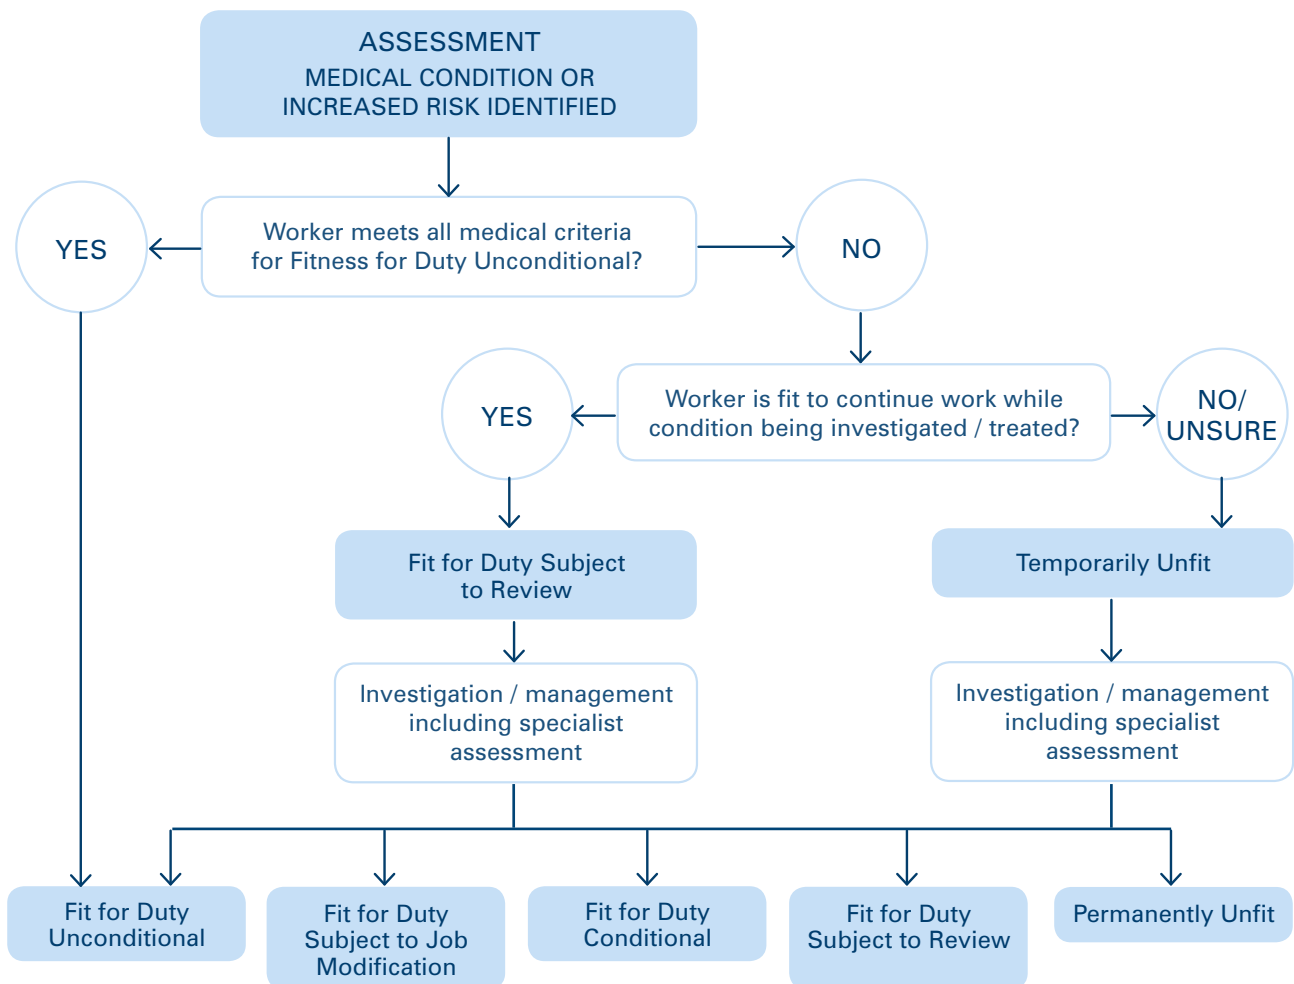 ASSESSMENT
MEDICAL CONDITION OR
INCREASED RISK IDENTIFIED
YES
Worker meets all medical criteria
for Fitness for Duty Unconditional?
NO
YES
Worker is fit to continue work while
condition being investigated / treated?
NO/
UNSURE
Fit for Duty Subject
to Review
Temporarily Unfit
Investigation / management
including specialist
assessment
Investigation / management
including specialist
assessment
Fit for Duty
Unconditional
Fit for Duty
Subject to Job
Modification
Fit for Duty
Conditional
Fit for Duty
Subject to Review
Permanently Unfit